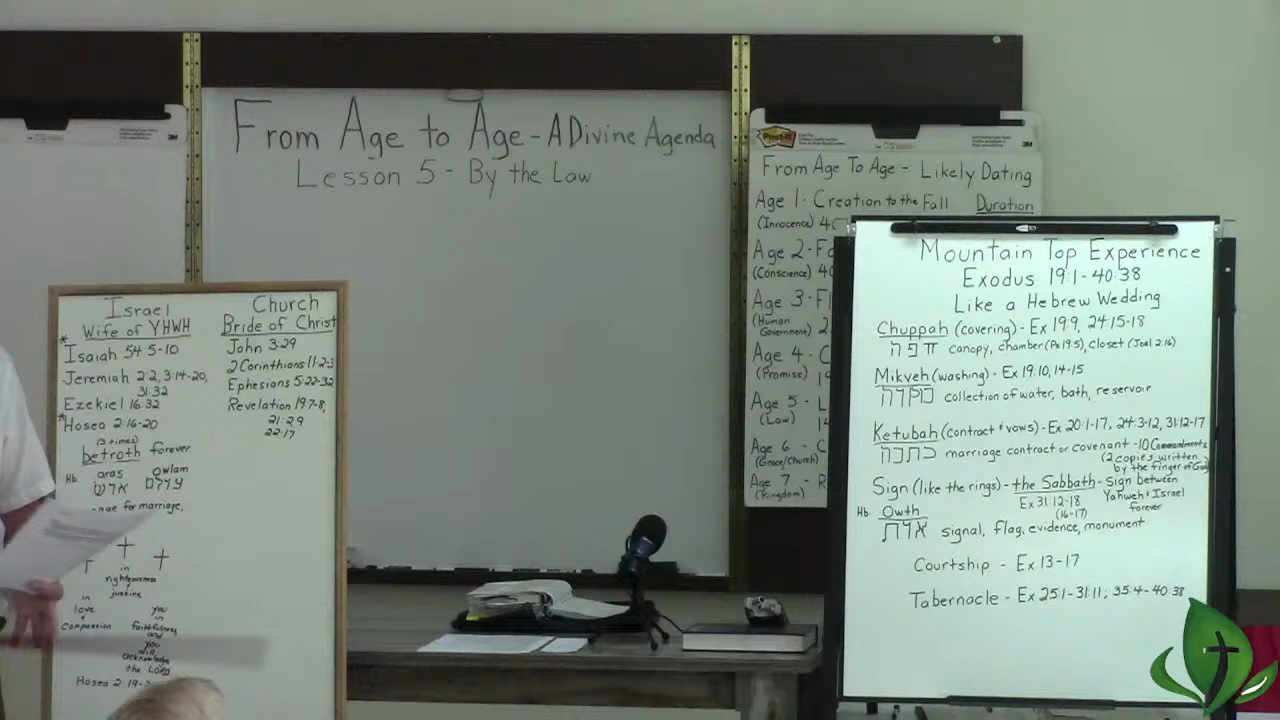 From Age to Age - A Divine Agenda
Lesson 5 - By the Law
Israel
Wife of YHWH
* Isaiah 54:5-10
Jeremiah 2:2, 3:14-20,
31:32
Ezekiel 16:32
* Hosea 2:16-20
(3 times)
betroth forever
Hb. aras owlam
for marriage,
in
righteousness
justice
in
love
compassion
you
in
faithfulness
and
you
will
acknowledge
the LORD
Hosea 2:19-
Church
Bride of Christ
John 3:29
2 Corinthians 11:2-3
Ephesians 5:22-32
Revelation 19:7-8,
21:2,9
22:17
Post-it
3M
From Age To Age - Likely Dating
Age 1 - Creation to the Fall Duration
(Innocence)
Age 2 -
(Conscience)
Age 3 -
(Human
Government)
Age 4 -
(Promise)
Age 5 -
(Law)
Age 6 -
(Grace/Church)
Age 7 -
(Kingdom)
Mountain Top Experience
Exodus 19:1-40:38
Like a Hebrew Wedding
Chuppah (covering) - Ex 19:9, 24:15-18
canopy, chamber (Ps 19:5), closet (Joel 2:16)
Mikveh (washing) - Ex 19:10, 14-15
collection of water, bath, reservoir
Ketubah (contract & vows) - Ex 20:1-17, 24:3-12, 31:12-17
marriage contract or covenant - 10 Commandments
(2 copies written
by the finger of God)
Sign (like the rings) - the Sabbath - sign between
Ex 31:12-18 Yahweh & Israel
(16-17) forever
Hb: Owth
אות signal, flag, evidence, monument
Courtship - Ex 13-17
Tabernacle - Ex 25:1-31:11, 35:4-40:38